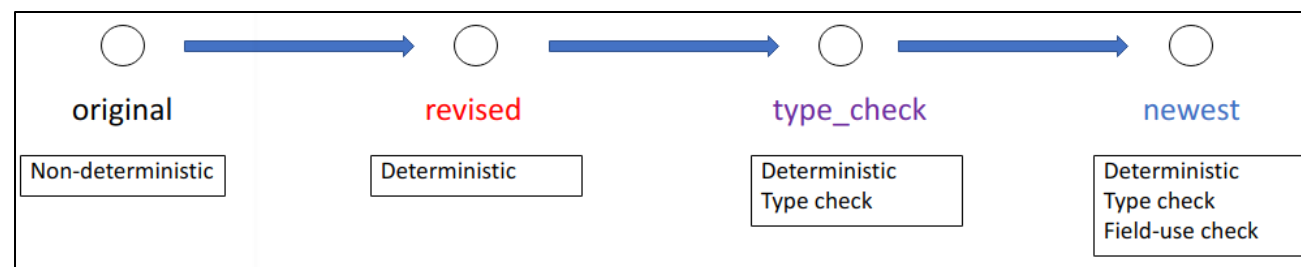 original
revised
type_check
newest
Non-deterministic
Deterministic
Deterministic
Type check
Deterministic
Type check
Field-use check